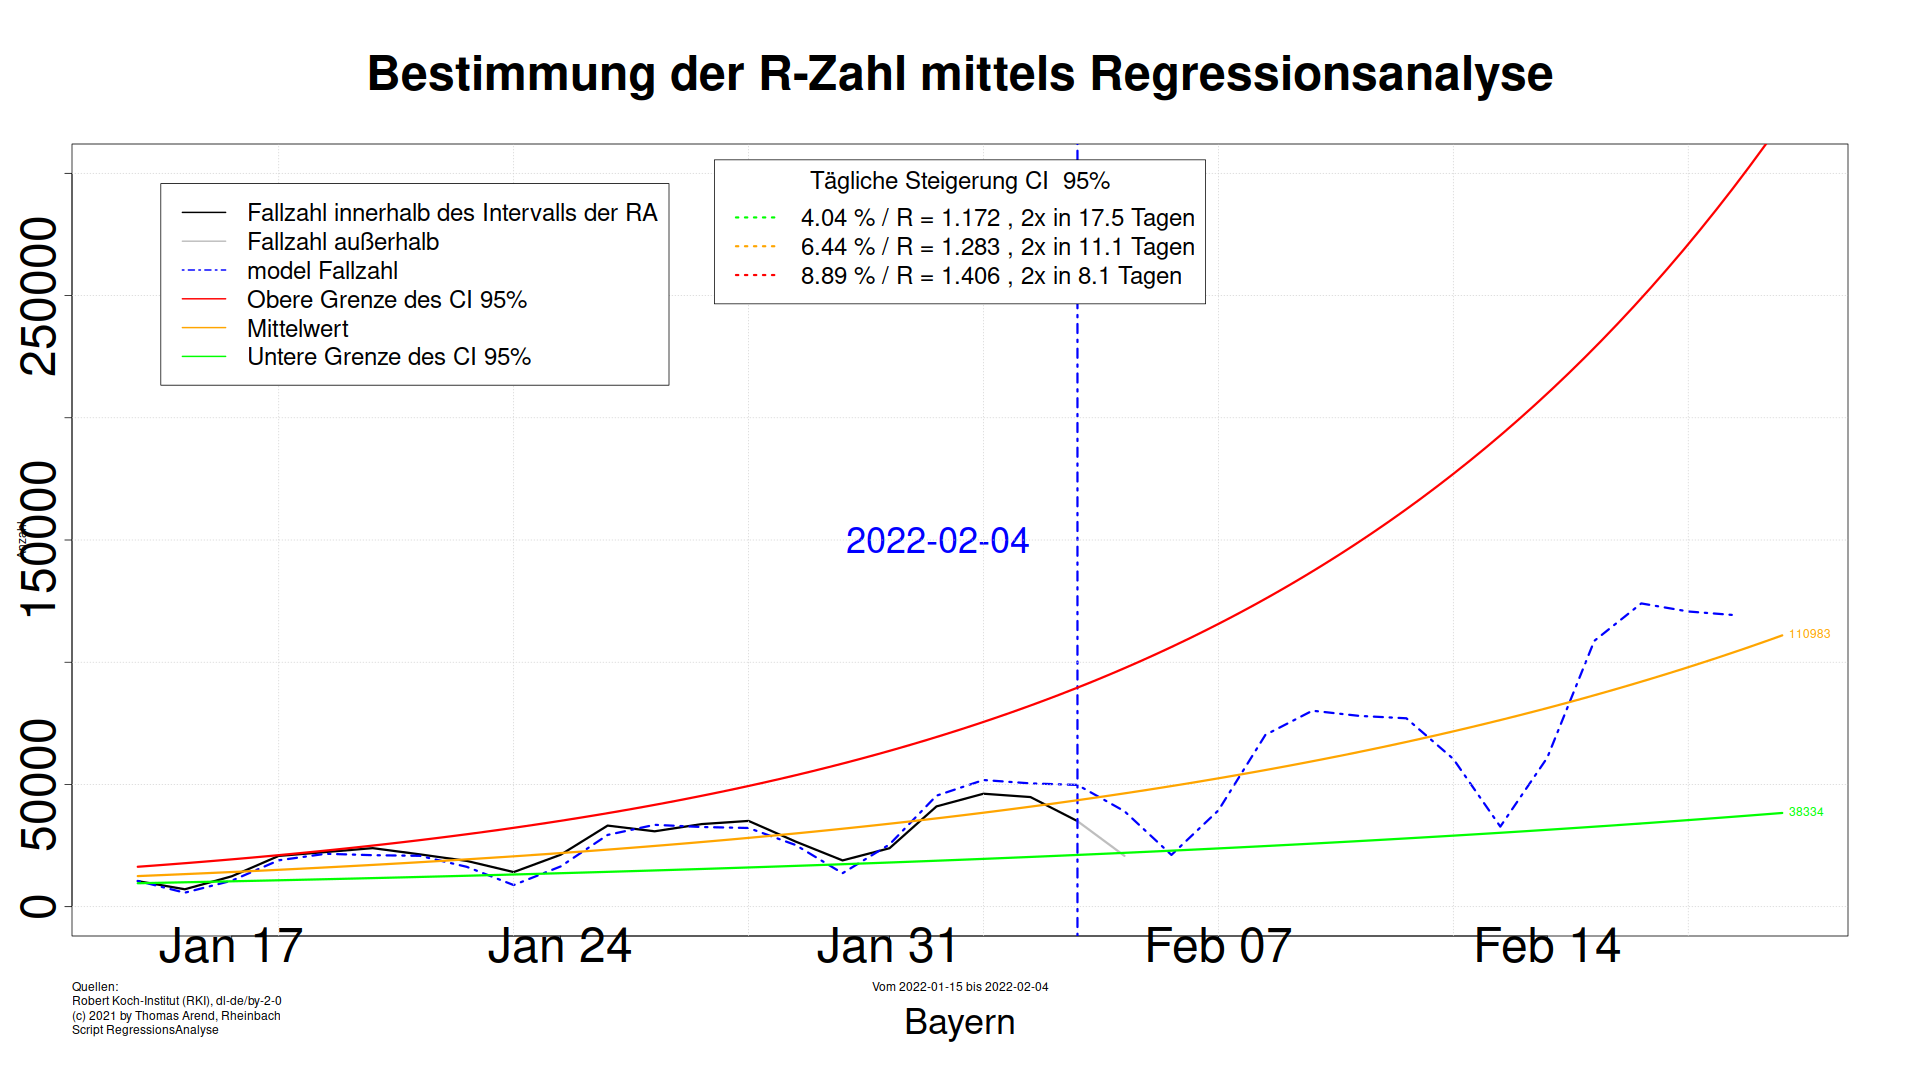 Bestimmung der R-Zahl mittels Regressionsanalyse
Fallzahl innerhalb des Intervalls der RA
Fallzahl außerhalb
model Fallzahl
Obere Grenze des CI 95%
Mittelwert
Untere Grenze des CI 95%
Tägliche Steigerung CI 95%
4.04 % / R = 1.172 , 2x in 17.5 Tagen
6.44 % / R = 1.283 , 2x in 11.1 Tagen
8.89 % / R = 1.406 , 2x in 8.1 Tagen
250000
150000
50000
0
Anzahl
2022-02-04
110983
38334
Jan 17
Jan 24
Jan 31
Feb 07
Feb 14
Quellen:
Robert Koch-Institut (RKI), dl-de/by-2-0
(c) 2021 by Thomas Arend, Rheinbach
Script RegressionsAnalyse
Vom 2022-01-15 bis 2022-02-04
Bayern